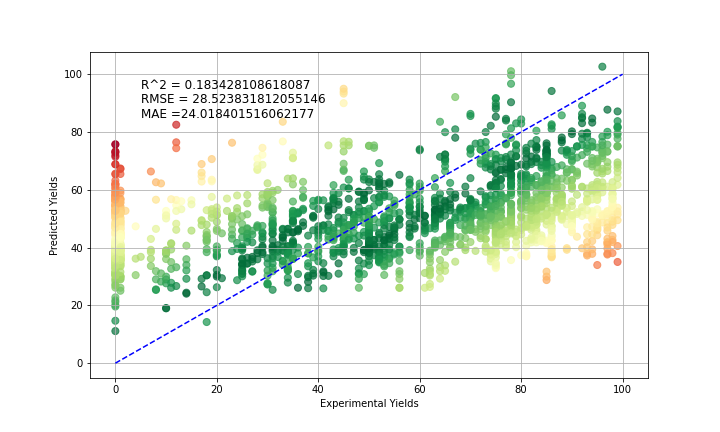 R^2 = 0.183428108618087
RMSE = 28.523831812055146
MAE =24.018401516062177
100
80
60
40
20
0
Predicted Yields
0 20 40 60 80 100
Experimental Yields